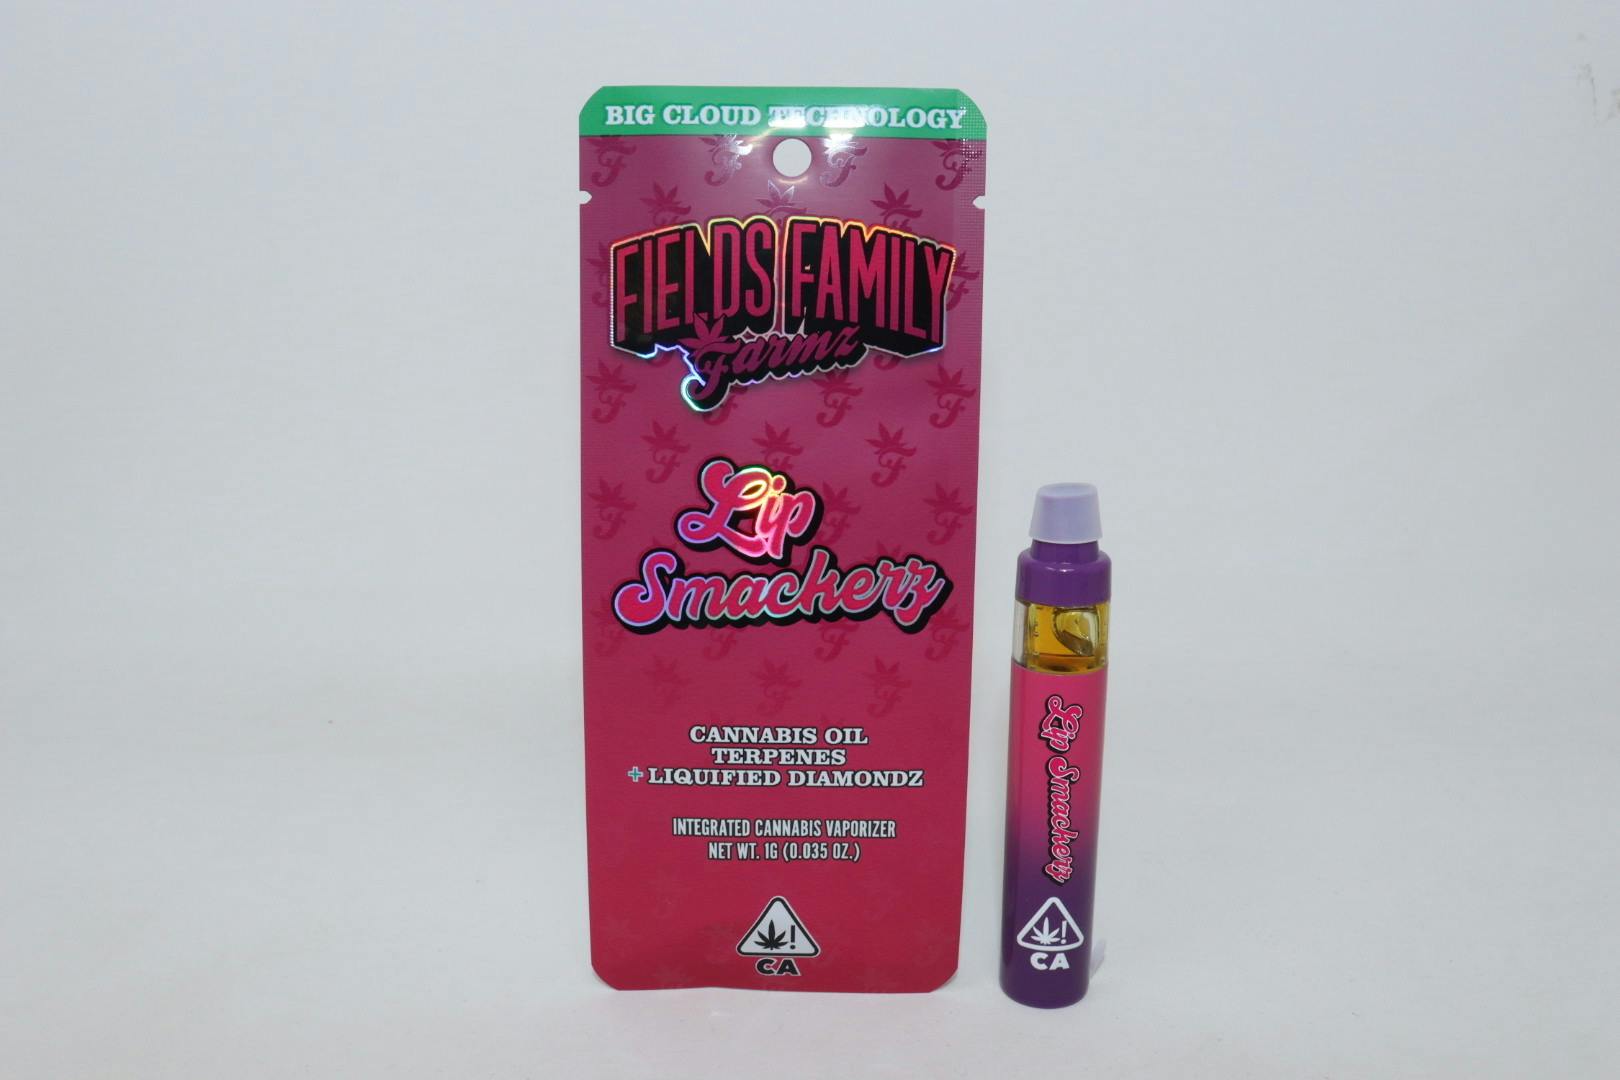 BIG CLOUD TECHNOLOGY
FIELDS FAMILY
Farmz
Lip
Smackerz
CANNABIS OIL
TERPENES
+ LIQUIFIED DIAMONDZ
INTEGRATED CANNABIS VAPORIZER
NET WT. 1G (0.035 OZ.)
CA
Lip Smackerz
CA